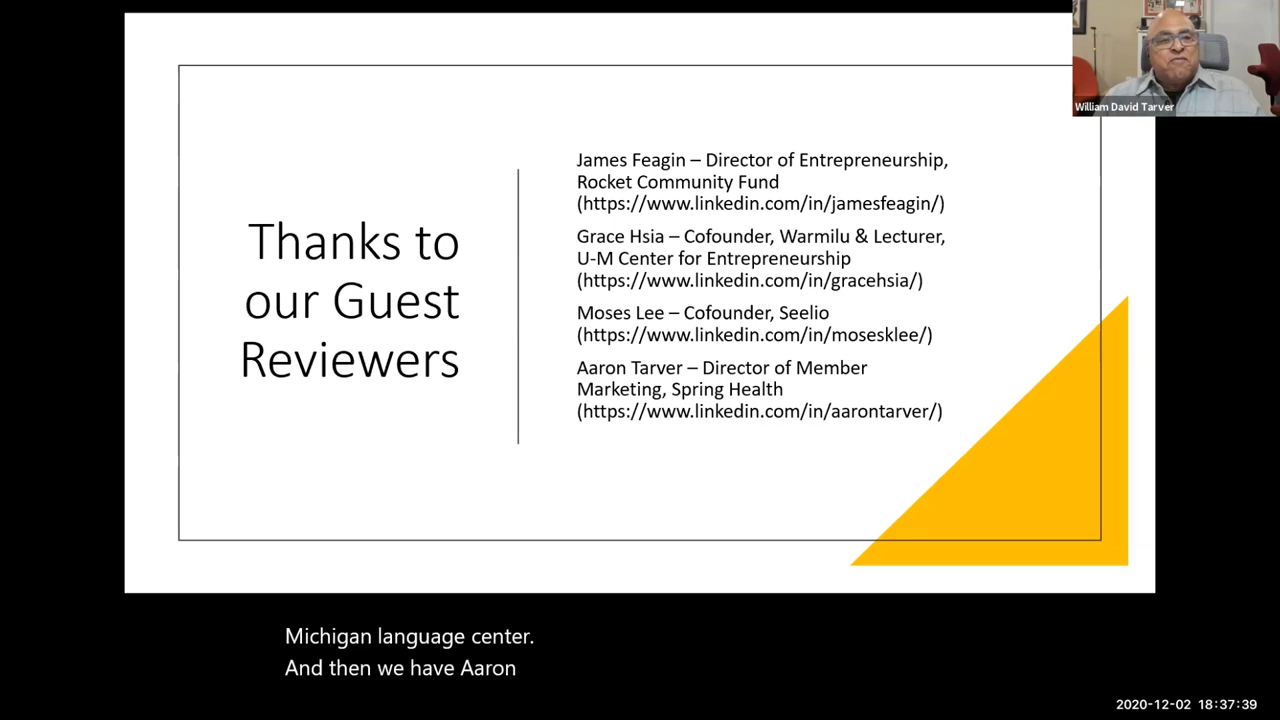 William David Tarver
Thanks to
our Guest
Reviewers
James Feagin – Director of Entrepreneurship,
Rocket Community Fund
(https://www.linkedin.com/in/jamesfeagin/)
Grace Hsia – Cofounder, Warmilu & Lecturer,
U-M Center for Entrepreneurship
(https://www.linkedin.com/in/gracehsia/)
Moses Lee – Cofounder, Seelio
(https://www.linkedin.com/in/mosesklee/)
Aaron Tarver – Director of Member
Marketing, Spring Health
(https://www.linkedin.com/in/aarontarver/)
Michigan language center.
And then we have Aaron
2020-12-02 18:37:39